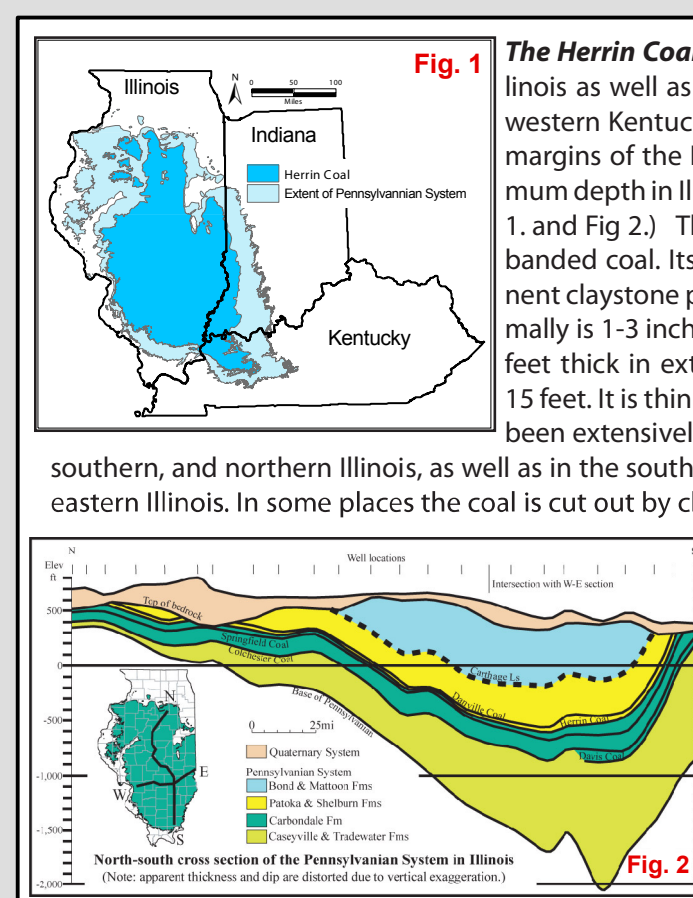 Fig. 1
Illinois
N
0 50 100
Miles
Indiana
Herrin Coal
Extent of Pennsylvannian System
Kentucky
The Herrin Coal
linois as well as
western Kentuc
margins of the
mum depth in Il
1. and Fig 2.) Th
banded coal. Its
nent claystone p
mally is 1-3 inch
feet thick in ext
15 feet. It is thin
been extensivel
southern, and northern Illinois, as well as in the south
eastern Illinois. In some places the coal is cut out by cl
N
Elev
ft
Well locations
Intersection with W-E section
500
0
-500
-1,000
-1,500
-2,000
Top of bedrock
Springfield Coal
Colchester Coal
Base of Pennsylvanian
Carthage Ls
Danville Coal
Herrin Coal
Davis Coal
N
E
W
S
0 25mi
Quaternary System
Pennsylvanian System
Bond & Mattoon Fms
Patoka & Shelburn Fms
Carbondale Fm
Caseyville & Tradewater Fms
North-south cross section of the Pennsylvanian System in Illinois
(Note: apparent thickness and dip are distorted due to vertical exaggeration.)
Fig. 2